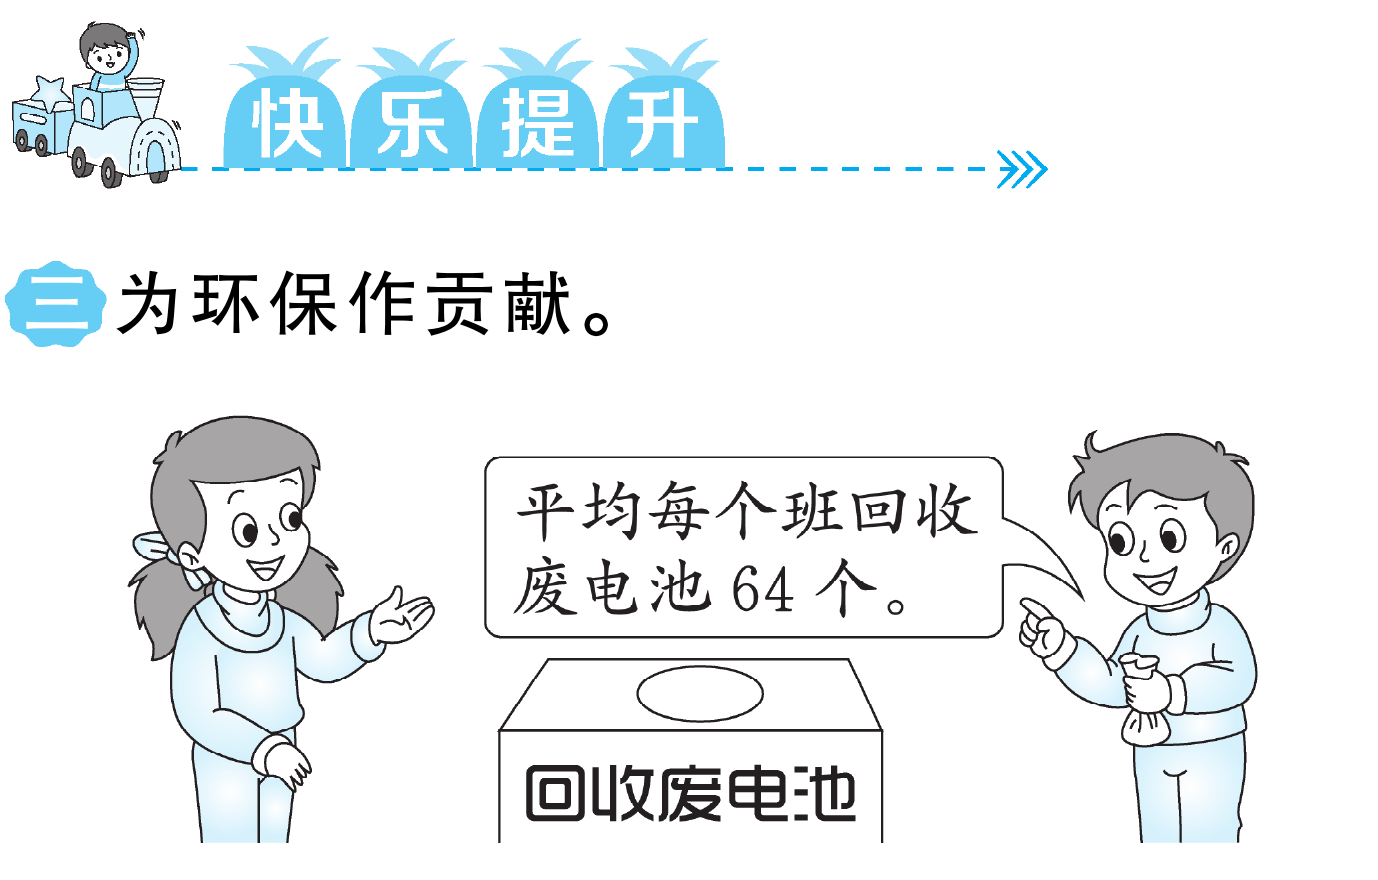 快乐提升
三 为环保作贡献。
平均每个班回收
废电池 64 个。
回收废电池